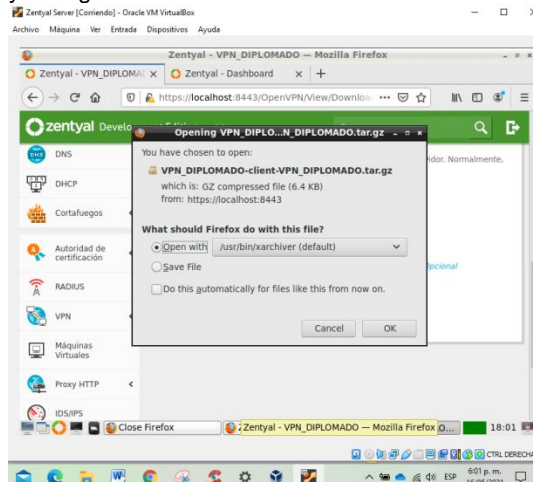 Zentyal Server [Corriendo] - Oracle VM VirtualBox
Archivo Máquina Ver Entrada Dispositivos Ayuda
Zentyal - VPN_DIPLOMADO — Mozilla Firefox
Zentyal - VPN_DIPLOMA
Zentyal - Dashboard
https://localhost:8443/OpenVPN/View/Downloa
zentyal Develo
Opening VPN_DIPLO...N_DIPLOMADO.tar.gz
DNS
You have chosen to open:
vidor. Normalmente,
VPN_DIPLOMADO-client-VPN_DIPLOMADO.tar.gz
DHCP
which is: GZ compressed file (6.4 KB)
from: https://localhost:8443
Cortafuegos
What should Firefox do with this file?
Autoridad de
certificación
Open with /usr/bin/xarchiver (default)
Opcional
Save File
RADIUS
Do this automatically for files like this from now on.
VPN
Cancel OK
Máquinas
Virtuales
Proxy HTTP
IDS/IPS
Close Firefox
Zentyal - VPN_DIPLOMADO — Mozilla Firefox
18:01
CTRL DERECHA
ESP
6:01 p. m.